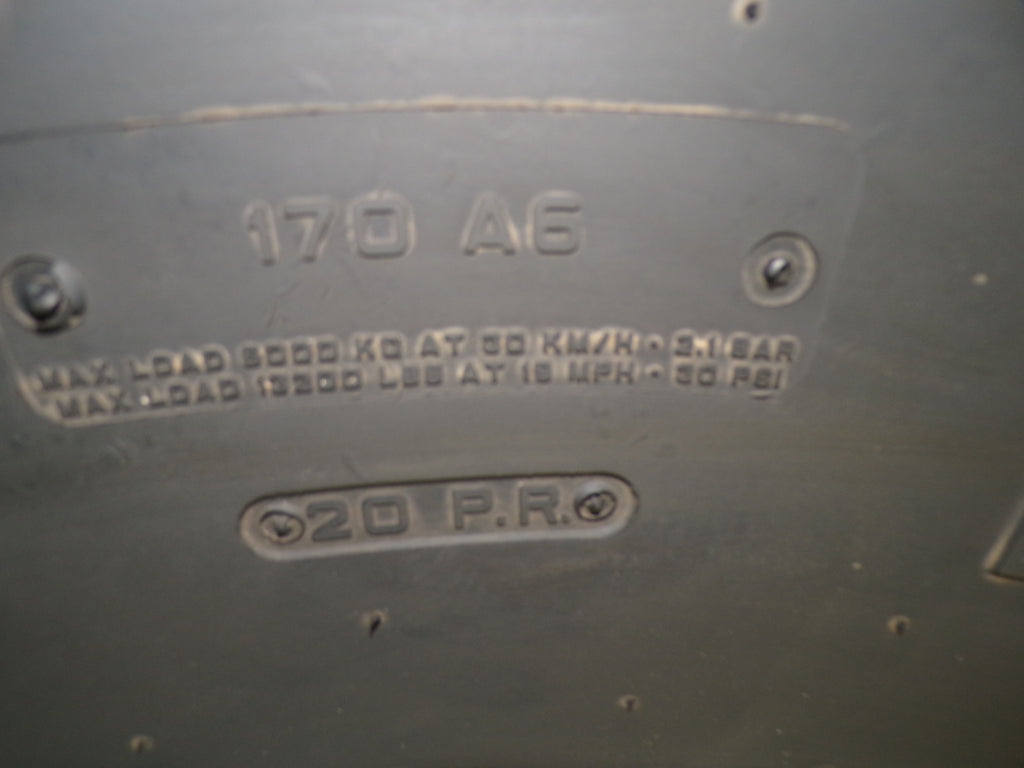 170 A6
MAX. LOAD 6000 KG AT 30 KM/H • 2.1 BAR
MAX. LOAD 13200 LBS AT 19 MPH • 30 PSI
20 P.R.